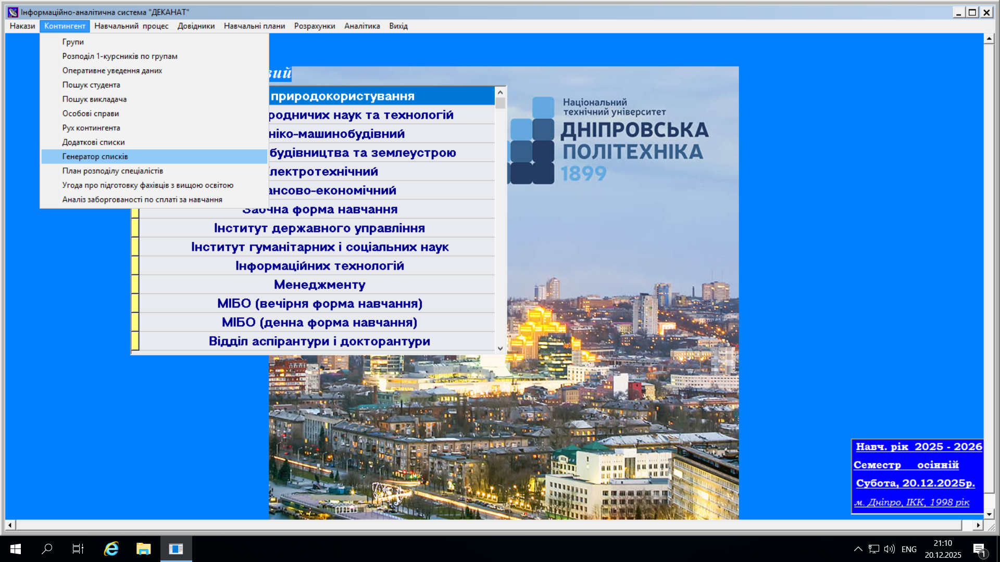 Інформаційно-аналітична система "ДЕКАНАТ"
Накази Контингент Навчальний процес Довідники Навчальні плани Розрахунки Аналітика Вихід
Групи
Розподіл 1-курсників по групам
Оперативне уведення даних
Пошук студента
Пошук викладача
Особові справи
Рух контингента
Додаткові списки
Генератор списків
План розподілу спеціалістів
Угода про підготовку фахівців з вищою освітою
Аналіз заборгованості по сплаті за навчання
природокористування
родничих наук та технологій
ніко-машинобудівний
будівництва та землеустрою
лектротехнічний
ансово-економічний
Заочна форма навчання
Інститут державного управління
Інститут гуманітарних і соціальних наук
Інформаційних технологій
Менеджменту
МІБО (вечірня форма навчання)
МІБО (денна форма навчання)
Відділ аспірантури і докторантури
Національний
технічний університет
ДНІПРОВСЬКА
ПОЛІТЕХНІКА
1899
Навч. рік 2025 - 2026
Семестр осінній
Субота, 20.12.2025р.
м. Дніпро, ІКК, 1998 рік
ENG
21:10
20.12.2025
1